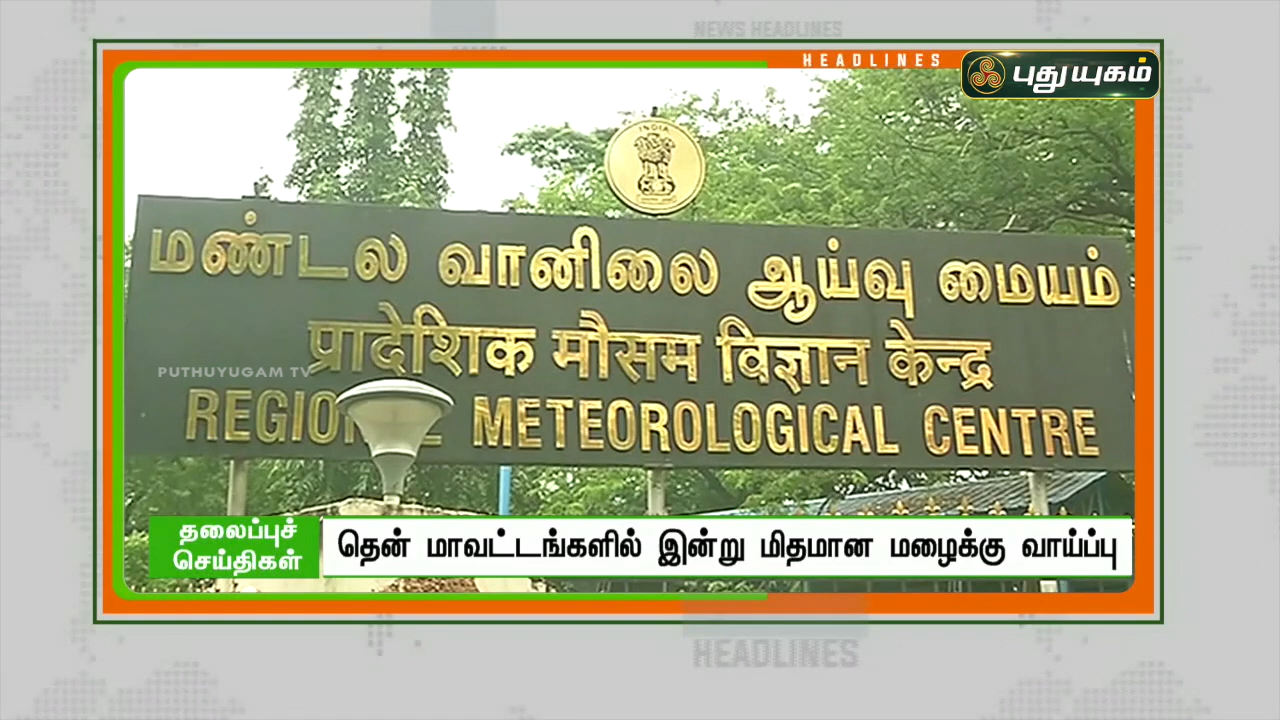 NEWS HEADLINES
HEADLINES
புதுயுகம்
INDIA
மண்டல வானிலை ஆய்வு மையம்
प्रादेशिक मौसम विज्ञान केन्द्र
PUTHUYUGAM TV
METEOROLOGICAL CENTRE
தலைப்புச் செய்திகள்
தென் மாவட்டங்களில் இன்று மிதமான மழைக்கு வாய்ப்பு
HEADLINES